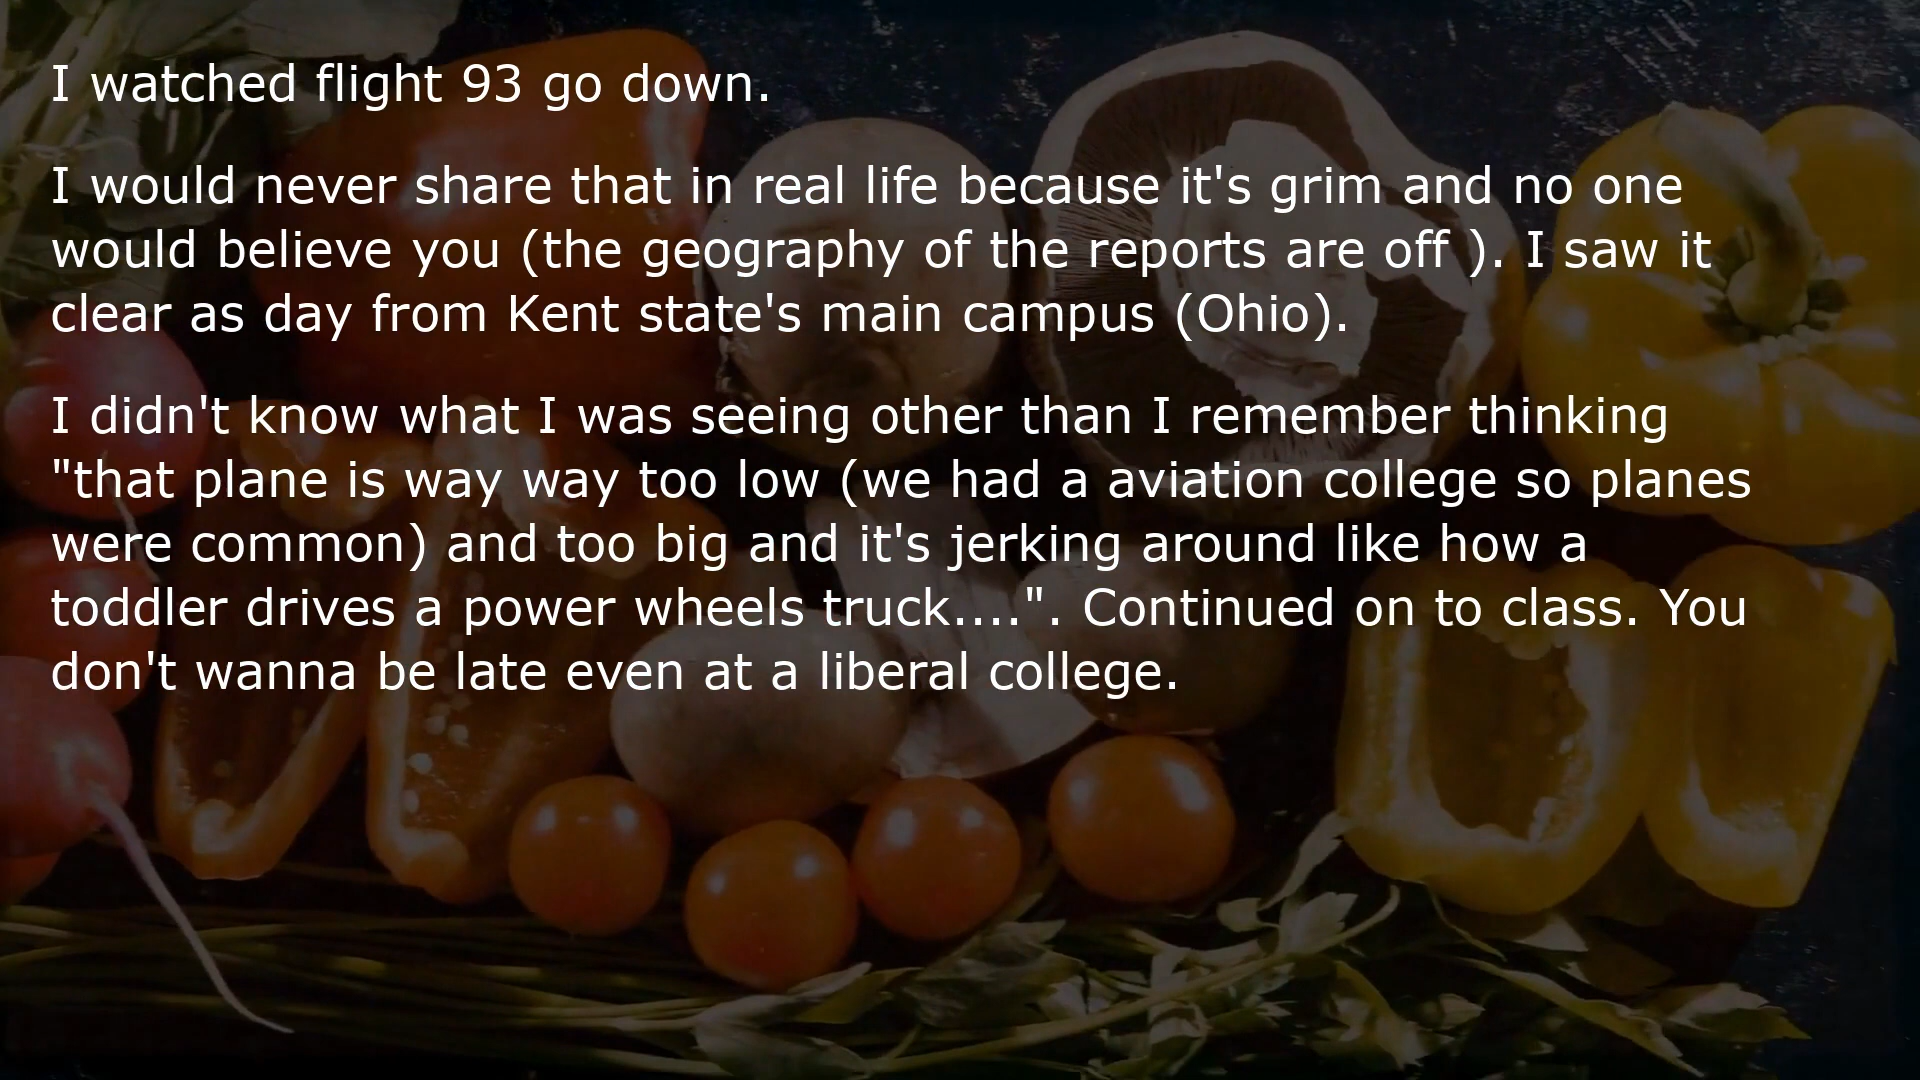 I watched flight 93 go down.
I would never share that in real life because it's grim and no one
would believe you (the geography of the reports are off ). I saw it
clear as day from Kent state's main campus (Ohio).
I didn't know what I was seeing other than I remember thinking
"that plane is way way too low (we had a aviation college so planes
were common) and too big and it's jerking around like how a
toddler drives a power wheels truck....". Continued on to class. You
don't wanna be late even at a liberal college.